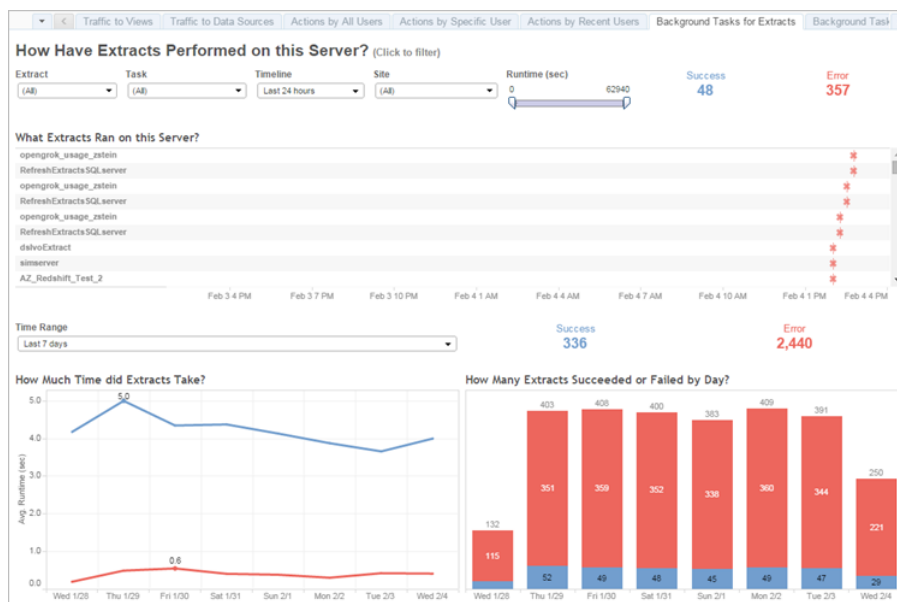 Traffic to Views Traffic to Data Sources Actions by All Users Actions by Specific User Actions by Recent Users Background Tasks for Extracts Background Task
How Have Extracts Performed on this Server? (Click to filter)
Extract Task Timeline Site Runtime (sec) Success Error
(All) (All) Last 24 hours (All) 0 62940 48 357
What Extracts Ran on this Server?
opengrok_usage_zstein
RefreshExtractsSQLserver
opengrok_usage_zstein
RefreshExtractsSQLserver
opengrok_usage_zstein
RefreshExtractsSQLserver
dslvoExtract
simserver
AZ_Redshift_Test_2
Feb 3 4 PM Feb 3 7 PM Feb 3 10 PM Feb 4 1 AM Feb 4 4 AM Feb 4 7 AM Feb 4 10 AM Feb 4 1 PM Feb 4 4 PM
Time Range Success Error
Last 7 days 336 2,440
How Much Time did Extracts Take?
5.0
4.0
3.0
2.0
1.0
0.0
Avg. Runtime (sec)
5.0
0.6
Wed 1/28 Thu 1/29 Fri 1/30 Sat 1/31 Sun 2/1 Mon 2/2 Tue 2/3 Wed 2/4
How Many Extracts Succeeded or Failed by Day?
132 403 408 400 383 409 391 250
115 351 359 352 338 360 344 221
52 49 48 45 49 47 29
Wed 1/28 Thu 1/29 Fri 1/30 Sat 1/31 Sun 2/1 Mon 2/2 Tue 2/3 Wed 2/4